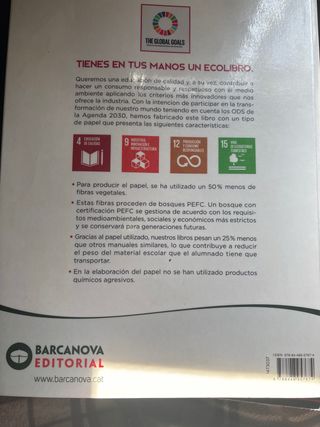 THE GLOBAL GOALS
TIENES EN TUS MANOS UN ECOLIBRO.
Queremos una educación de calidad y, a su vez, contribuir a
hacer un consumo responsable y respetuoso con el medio
ambiente aplicando los criterios más innovadores que nos
ofrece la industria. Con la intención de participar en la trans-
formación de nuestro mundo teniendo en cuenta los ODS de
la Agenda 2030, hemos fabricado este libro con un tipo
de papel que presenta las siguientes características:
4 EDUCACIÓN DE CALIDAD
9 INDUSTRIA, INNOVACIÓN E INFRAESTRUCTURA
12 PRODUCCIÓN Y CONSUMO RESPONSABLES
15 VIDA DE ECOSISTEMAS TERRESTRES
• Para producir el papel, se ha utilizado un 50% menos de
fibras vegetales.
• Estas fibras proceden de bosques PEFC. Un bosque con
certificación PEFC se gestiona de acuerdo con los requisi-
tos medioambientales, sociales y económicos más estrictos
y se conservará para generaciones futuras.
• Gracias al papel utilizado, nuestros libros pesan un 25% menos
que otros manuales similares, lo que contribuye a reducir
el peso del material escolar que el alumnado tiene que
transportar.
• En la elaboración del papel no se han utilizado productos
químicos agresivos.
BARCANOVA
EDITORIAL
www.barcanova.cat